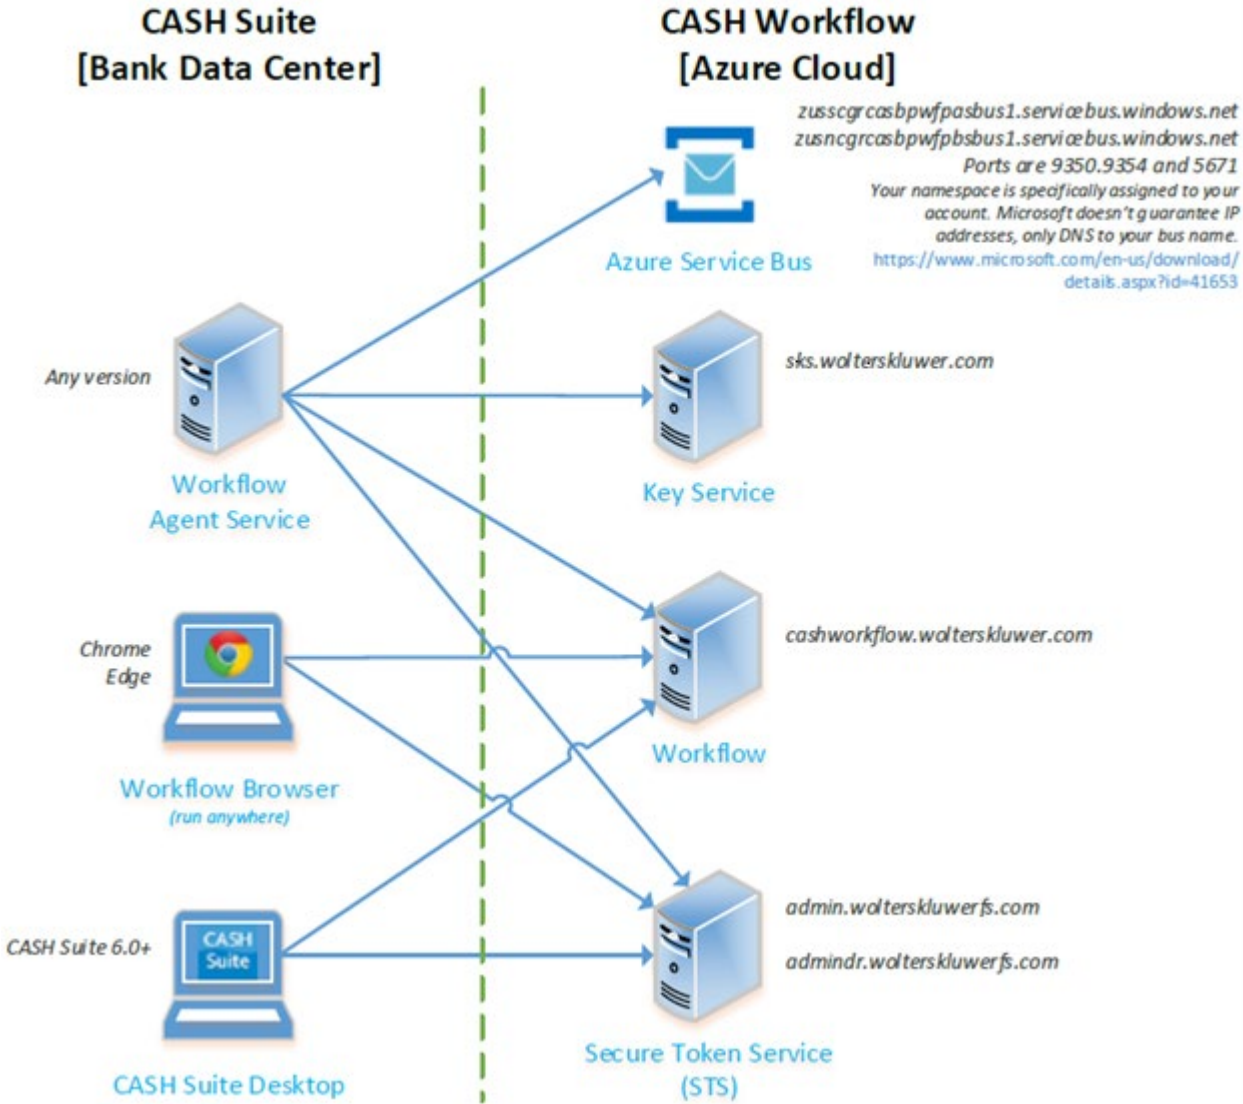 CASH Suite
[Bank Data Center]
CASH Workflow
[Azure Cloud]
zusscgrcasbpwfpasbus1.servicebus.windows.net
zusncgrcasbpwfpbsbus1.servicebus.windows.net
Ports are 9350.9354 and 5671
Your namespace is specifically assigned to your
account. Microsoft doesn't guarantee IP
addresses, only DNS to your bus name.
https://www.microsoft.com/en-us/download/
details.aspx?id=41653
Azure Service Bus
Any version
Workflow
Agent Service
sks.wolterskluwer.com
Key Service
Chrome
Edge
Workflow Browser
(run anywhere)
cashworkflow.wolterskluwer.com
Workflow
CASH Suite 6.0+
CASH
Suite
CASH Suite Desktop
admin.wolterskluwerfs.com
admindr.wolterskluwerfs.com
Secure Token Service
(STS)